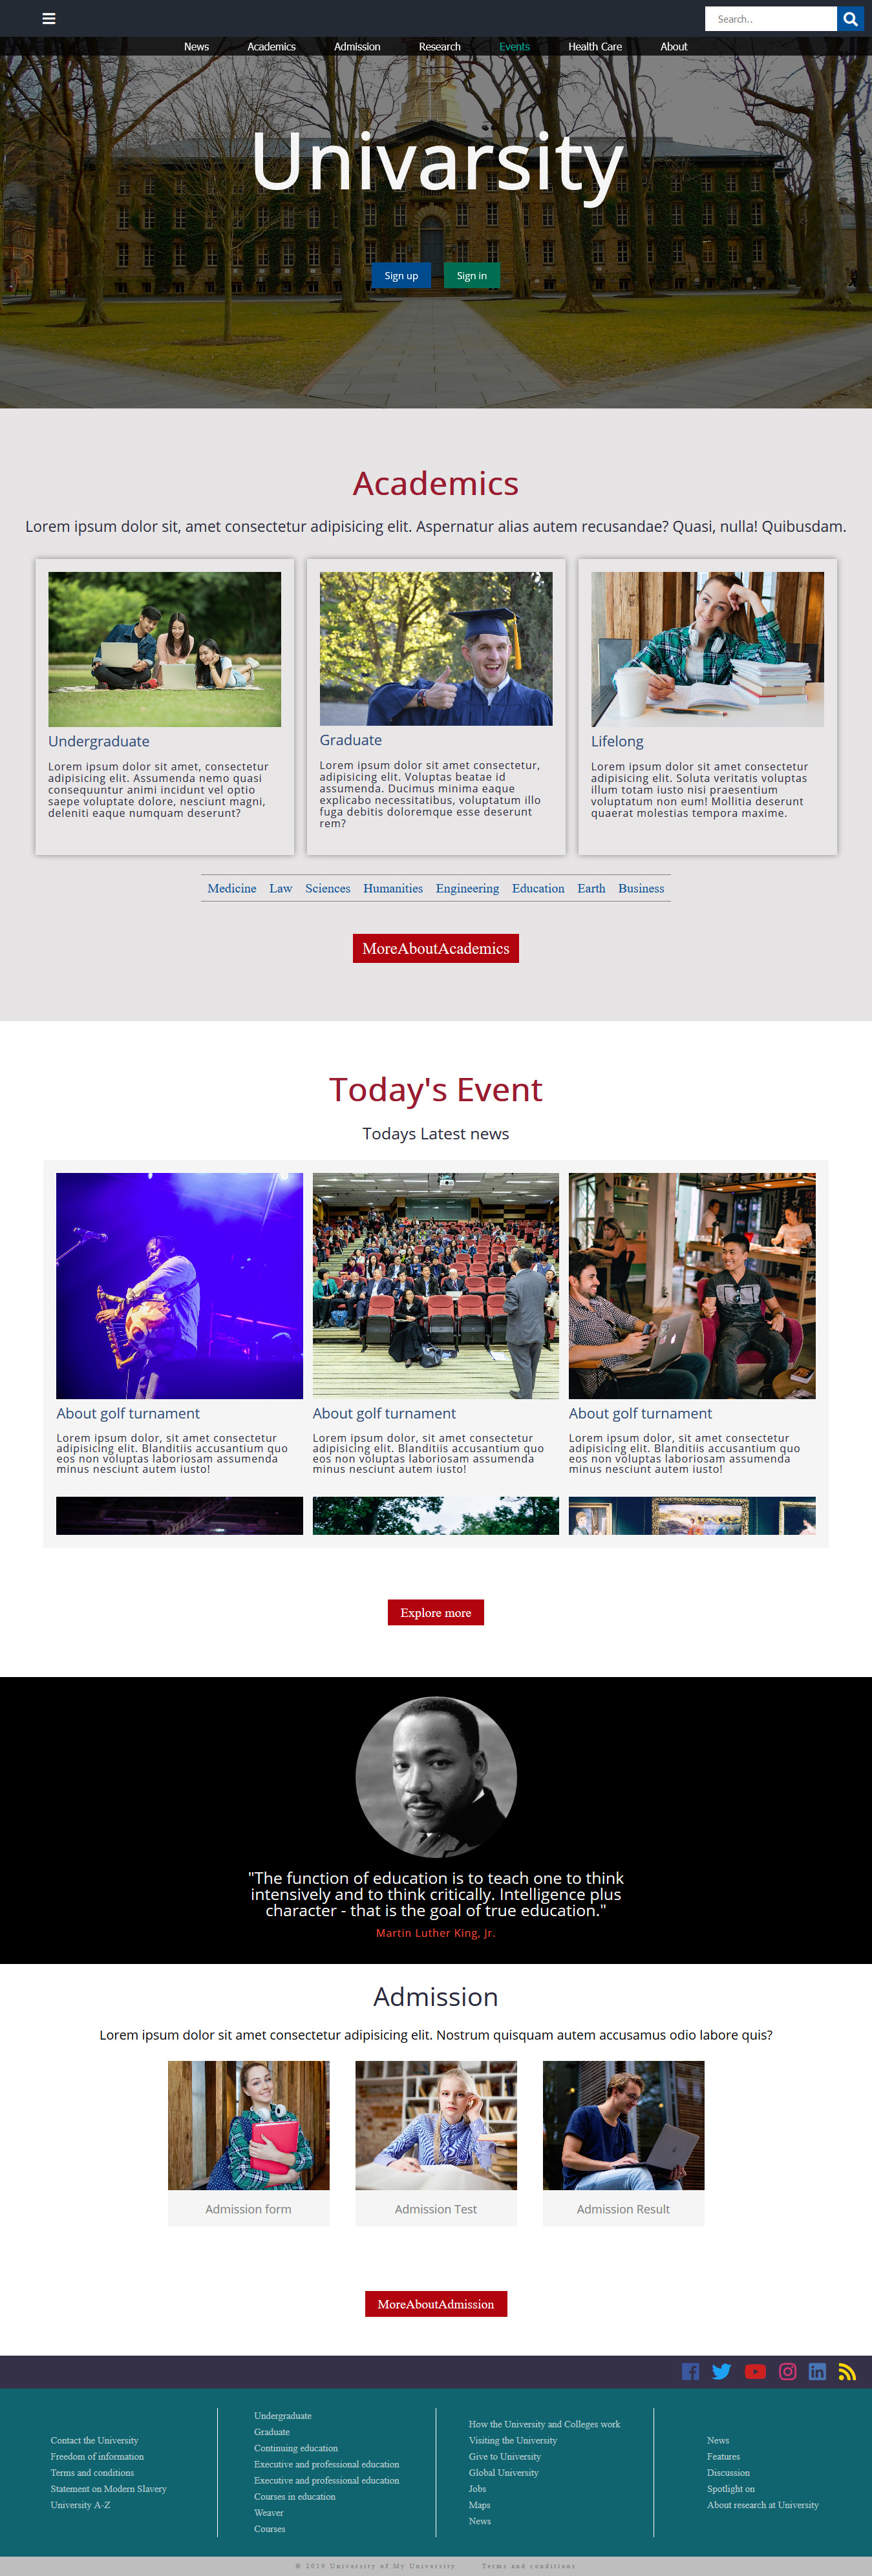 Search..
News Academics Admission Research Events Health Care About
Univarsity
Sign up Sign in
Academics
Lorem ipsum dolor sit, amet consectetur adipisicing elit. Aspernatur alias autem recusandae? Quasi, nulla! Quibusdam.
Undergraduate
Lorem ipsum dolor sit amet, consectetur
adipisicing elit. Assumenda nemo quasi
consequuntur animi incidunt vel optio
saepe voluptate dolore, nesciunt magni,
deleniti eaque numquam deserunt?
Graduate
Lorem ipsum dolor sit amet consectetur,
adipisicing elit. Voluptas beatae id
assumenda. Ducimus minima eaque
explicabo necessitatibus, voluptatum illo
fuga debitis doloremque esse deserunt
rem?
Lifelong
Lorem ipsum dolor sit amet consectetur
adipisicing elit. Soluta veritatis voluptas
illum totam iusto nisi praesentium
voluptatum non eum! Mollitia deserunt
quaerat molestias tempora maxime.
Medicine Law Sciences Humanities Engineering Education Earth Business
MoreAboutAcademics
Today's Event
Todays Latest news
About golf turnament
Lorem ipsum dolor, sit amet consectetur
adipisicing elit. Blanditiis accusantium quo
eos non voluptas laboriosam assumenda
minus nesciunt autem iusto!
About golf turnament
Lorem ipsum dolor, sit amet consectetur
adipisicing elit. Blanditiis accusantium quo
eos non voluptas laboriosam assumenda
minus nesciunt autem iusto!
About golf turnament
Lorem ipsum dolor, sit amet consectetur
adipisicing elit. Blanditiis accusantium quo
eos non voluptas laboriosam assumenda
minus nesciunt autem iusto!
Explore more
"The function of education is to teach one to think
intensively and to think critically. Intelligence plus
character - that is the goal of true education."
Martin Luther King, Jr.
Admission
Lorem ipsum dolor sit amet consectetur adipisicing elit. Nostrum quisquam autem accusamus odio labore quis?
Admission form
Admission Test
Admission Result
MoreAboutAdmission
Contact the University
Freedom of information
Terms and conditions
Statement on Modern Slavery
University A-Z
Undergraduate
Graduate
Continuing education
Executive and professional education
Executive and professional education
Courses in education
Weaver
Courses
How the University and Colleges work
Visiting the University
Give to University
Global University
Jobs
Maps
News
News
Features
Discussion
Spotlight on
About research at University
© 2019 University of My University Terms and conditions